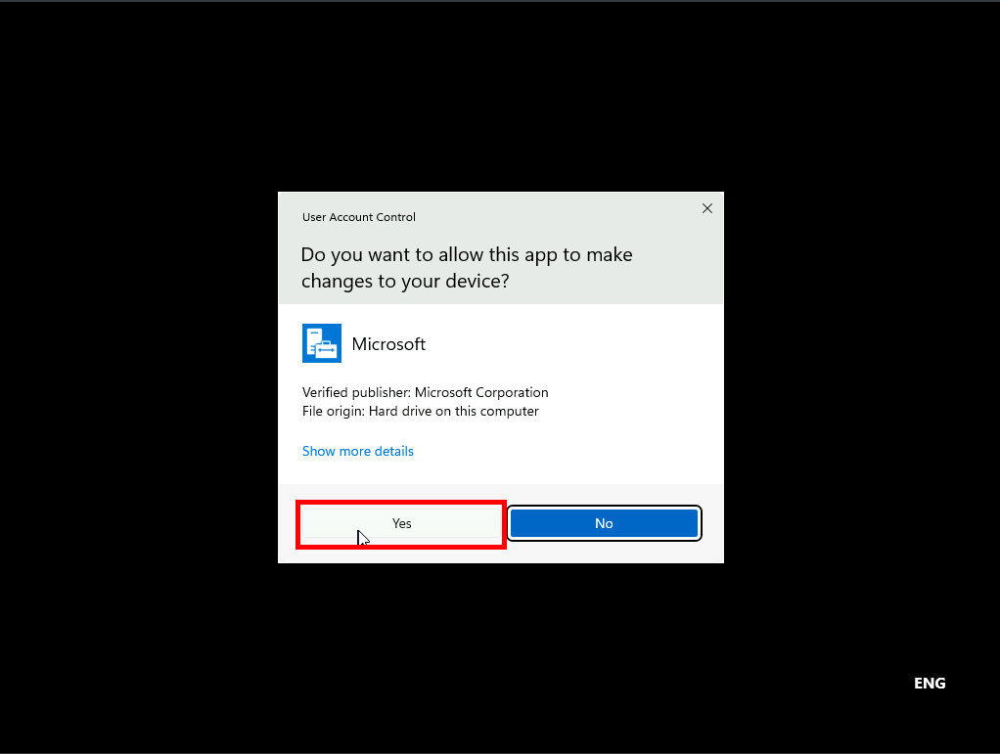 User Account Control
Do you want to allow this app to make
changes to your device?
Microsoft
Verified publisher: Microsoft Corporation
File origin: Hard drive on this computer
Show more details
Yes
No
ENG